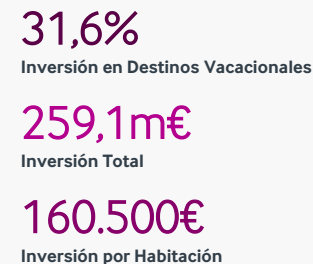 31,6%
Inversión en Destinos Vacacionales
259,1m€
Inversión Total
160.500€
Inversión por Habitación